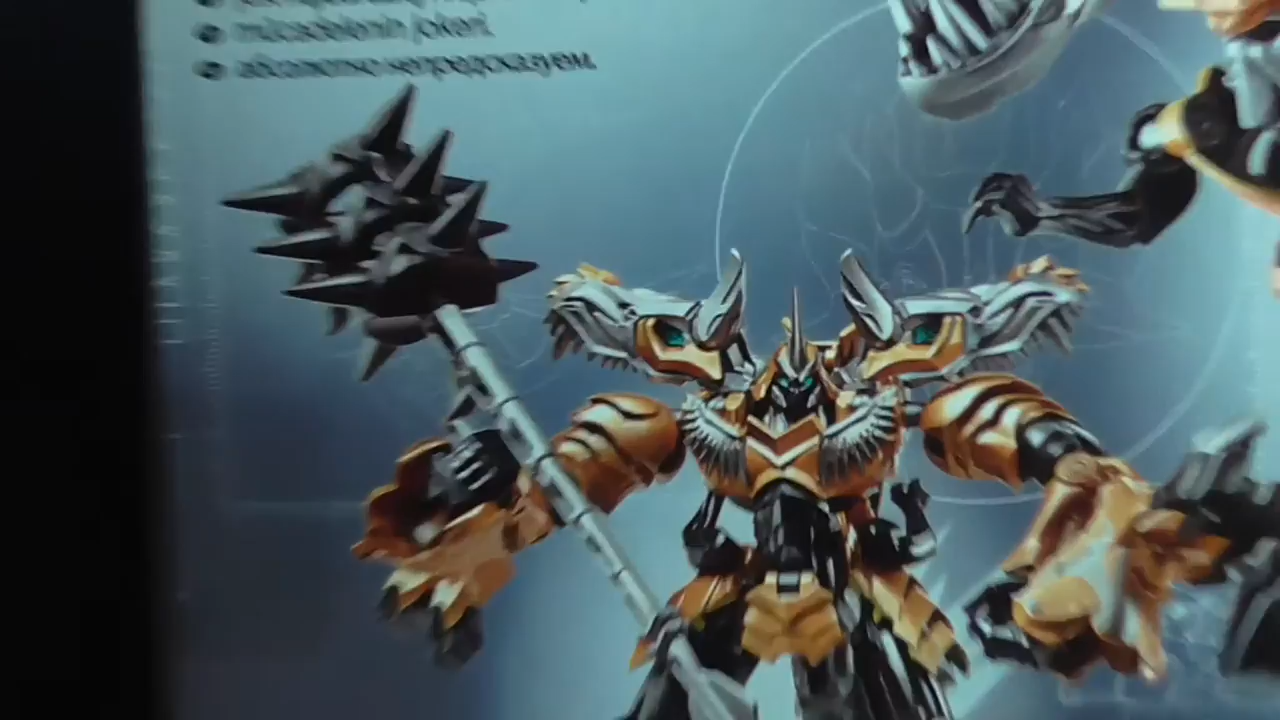 ● mücadelenin jokeri.
● абсолютно непредсказуем.